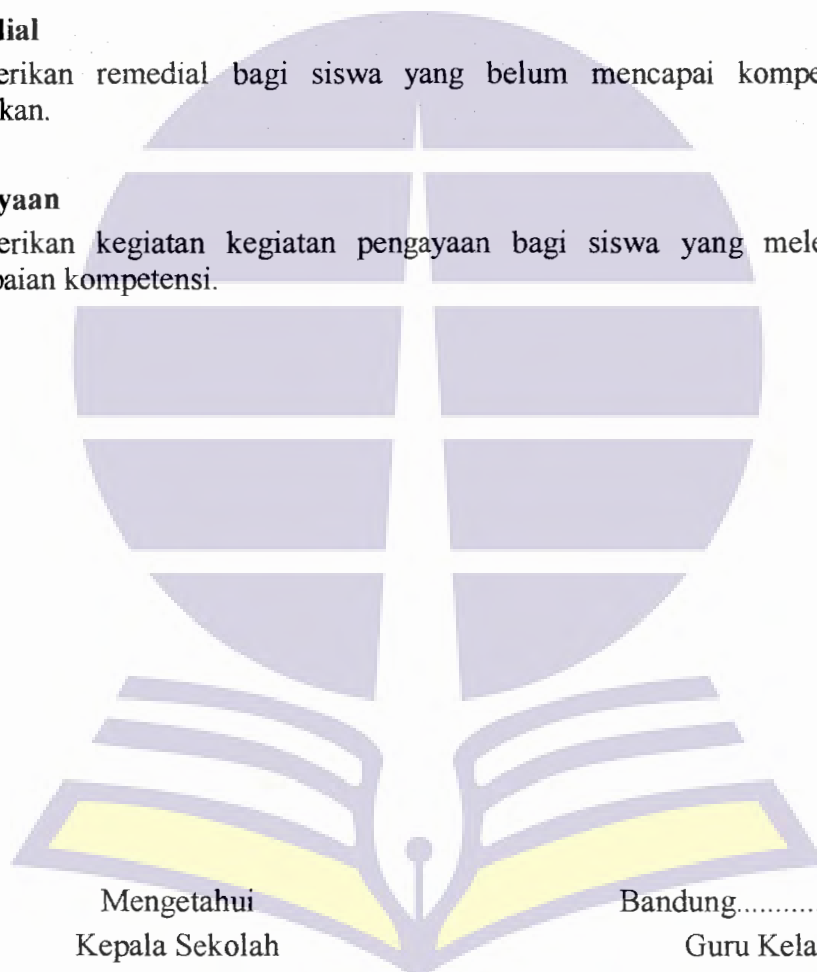 dial
erikan remedial bagi siswa yang belum mencapai kompe
kan.
yaan
erikan kegiatan kegiatan pengayaan bagi siswa yang mele
aian kompetensi.
Mengetahui
Bandung...........
Kepala Sekolah
Guru Kela